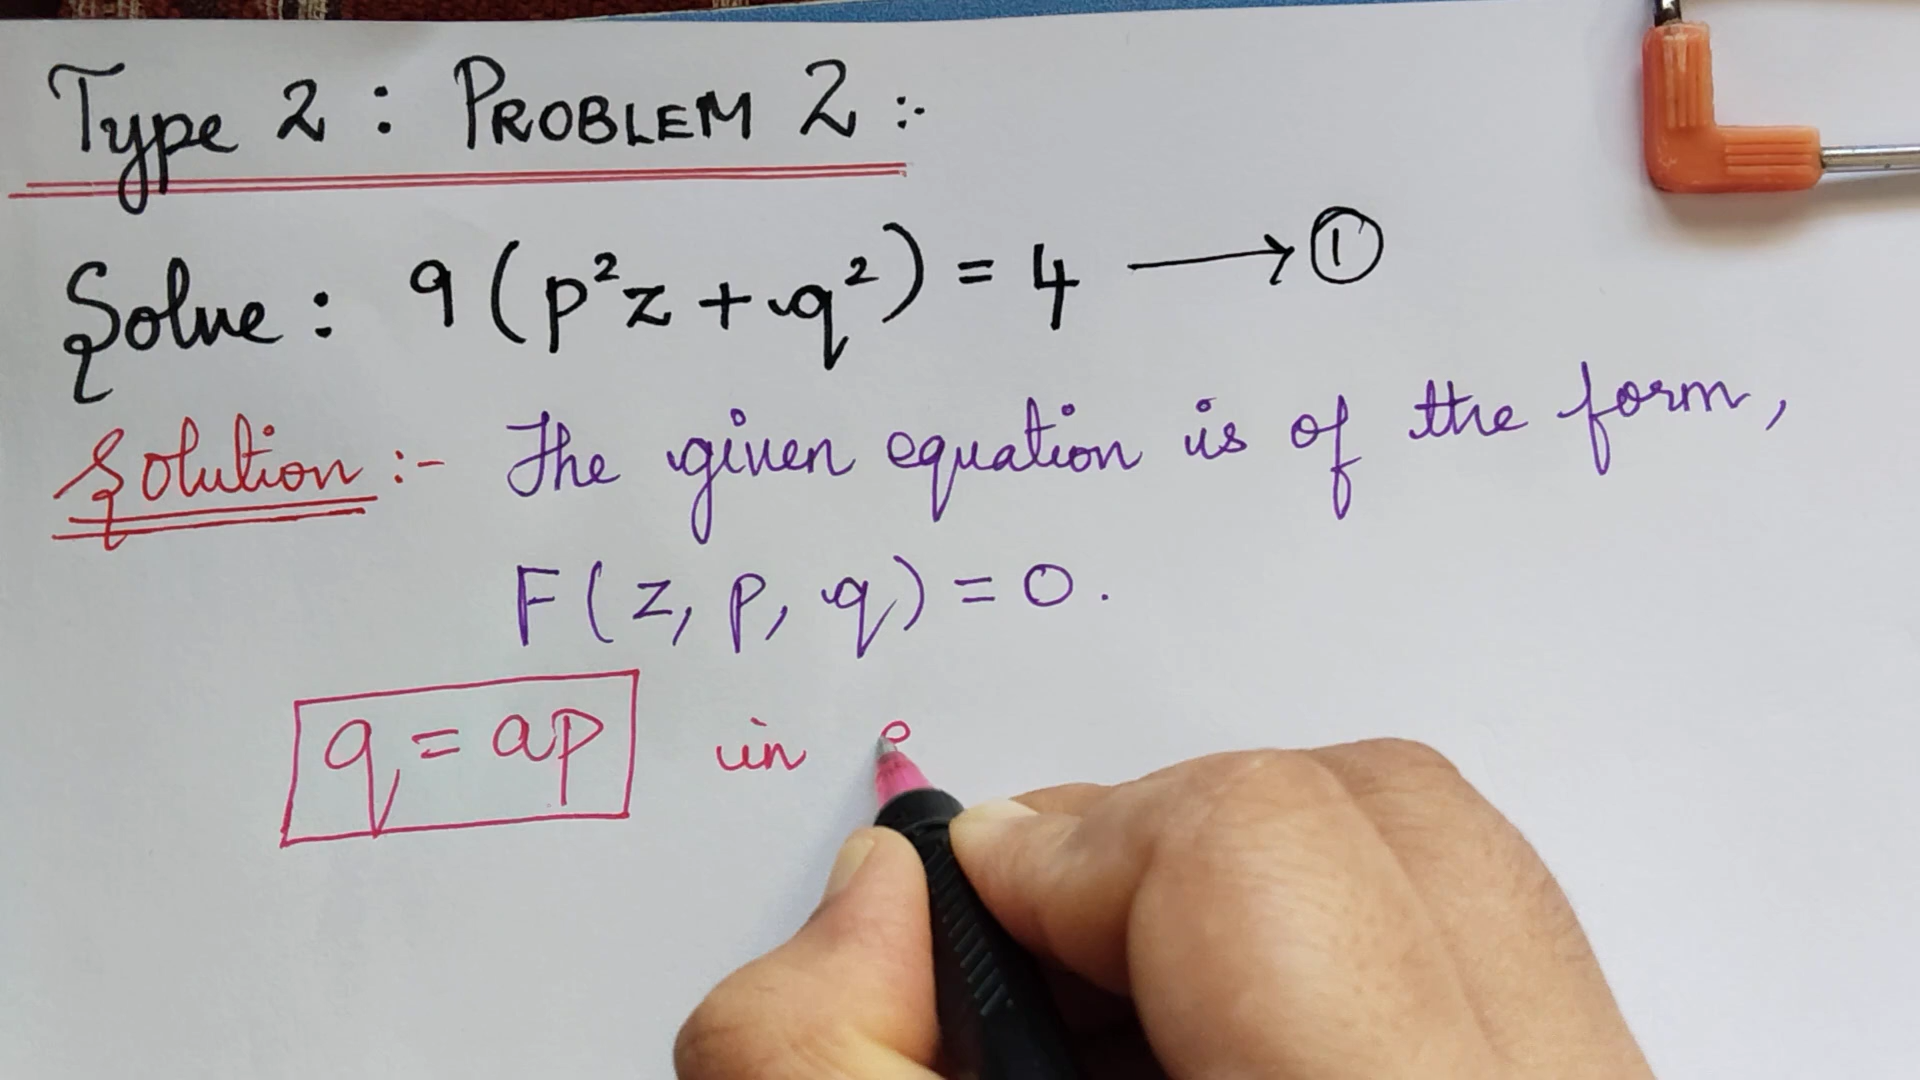 Type 2 : PROBLEM 2 :-
Solve : 9 (p²z + q²) = 4 ⟶ ①
Solution :- The given equation is of the form,
F(z, p, q) = 0.
q = ap in